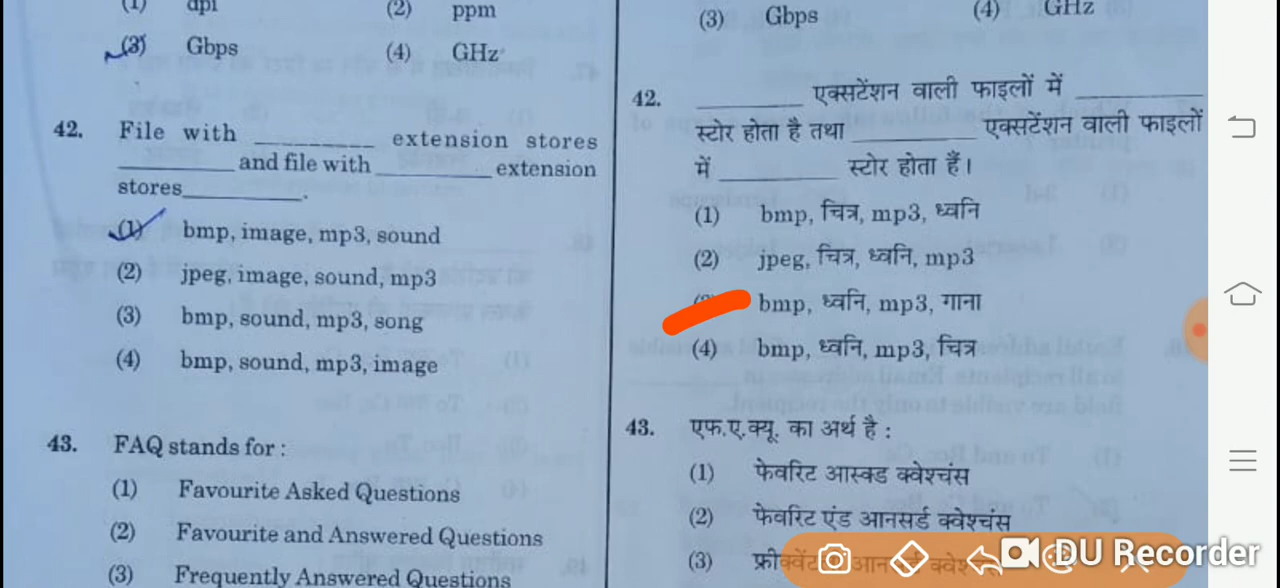 (1) dpi (2) ppm
(3) Gbps (4) GHz
42. File with ________ extension stores
________ and file with ________ extension
stores________.
(1) bmp, image, mp3, sound
(2) jpeg, image, sound, mp3
(3) bmp, sound, mp3, song
(4) bmp, sound, mp3, image
43. FAQ stands for :
(1) Favourite Asked Questions
(2) Favourite and Answered Questions
(3) Frequently Answered Questions
(3) Gbps (4) GHz
42. ________ एक्सटेंशन वाली फाइलों में ________
स्टोर होता है तथा ________ एक्सटेंशन वाली फाइलों
में ________ स्टोर होता हैं।
(1) bmp, चित्र, mp3, ध्वनि
(2) jpeg, चित्र, ध्वनि, mp3
bmp, ध्वनि, mp3, गाना
(4) bmp, ध्वनि, mp3, चित्र
43. एफ.ए.क्यू. का अर्थ है :
(1) फेवरिट आस्क्ड क्वेश्चंस
(2) फेवरिट एंड आनसर्ड क्वेश्चंस
(3)
DU Recorder